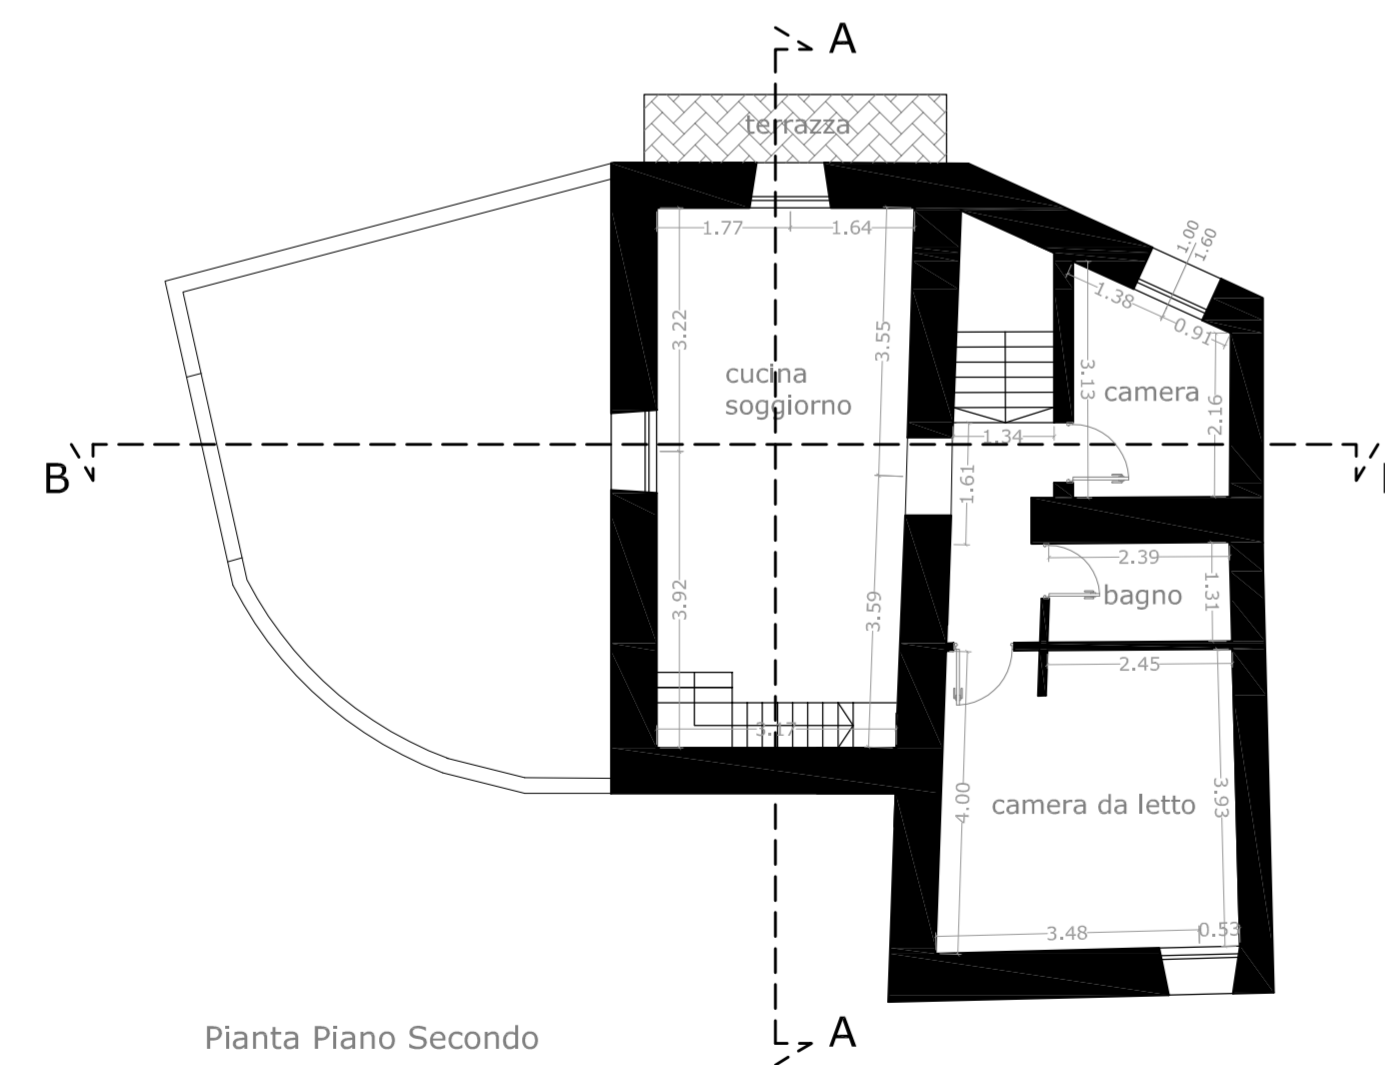 A
terrazza
1.77
1.64
1.00
1.60
1.38
0.91
3.22
3.55
cucina
soggiorno
3.13
camera
2.16
B
1.34
1.61
2.39
bagno
1.31
3.92
3.59
2.45
3.17
4.00
camera da letto
3.93
3.48
0.53
A
Pianta Piano Secondo